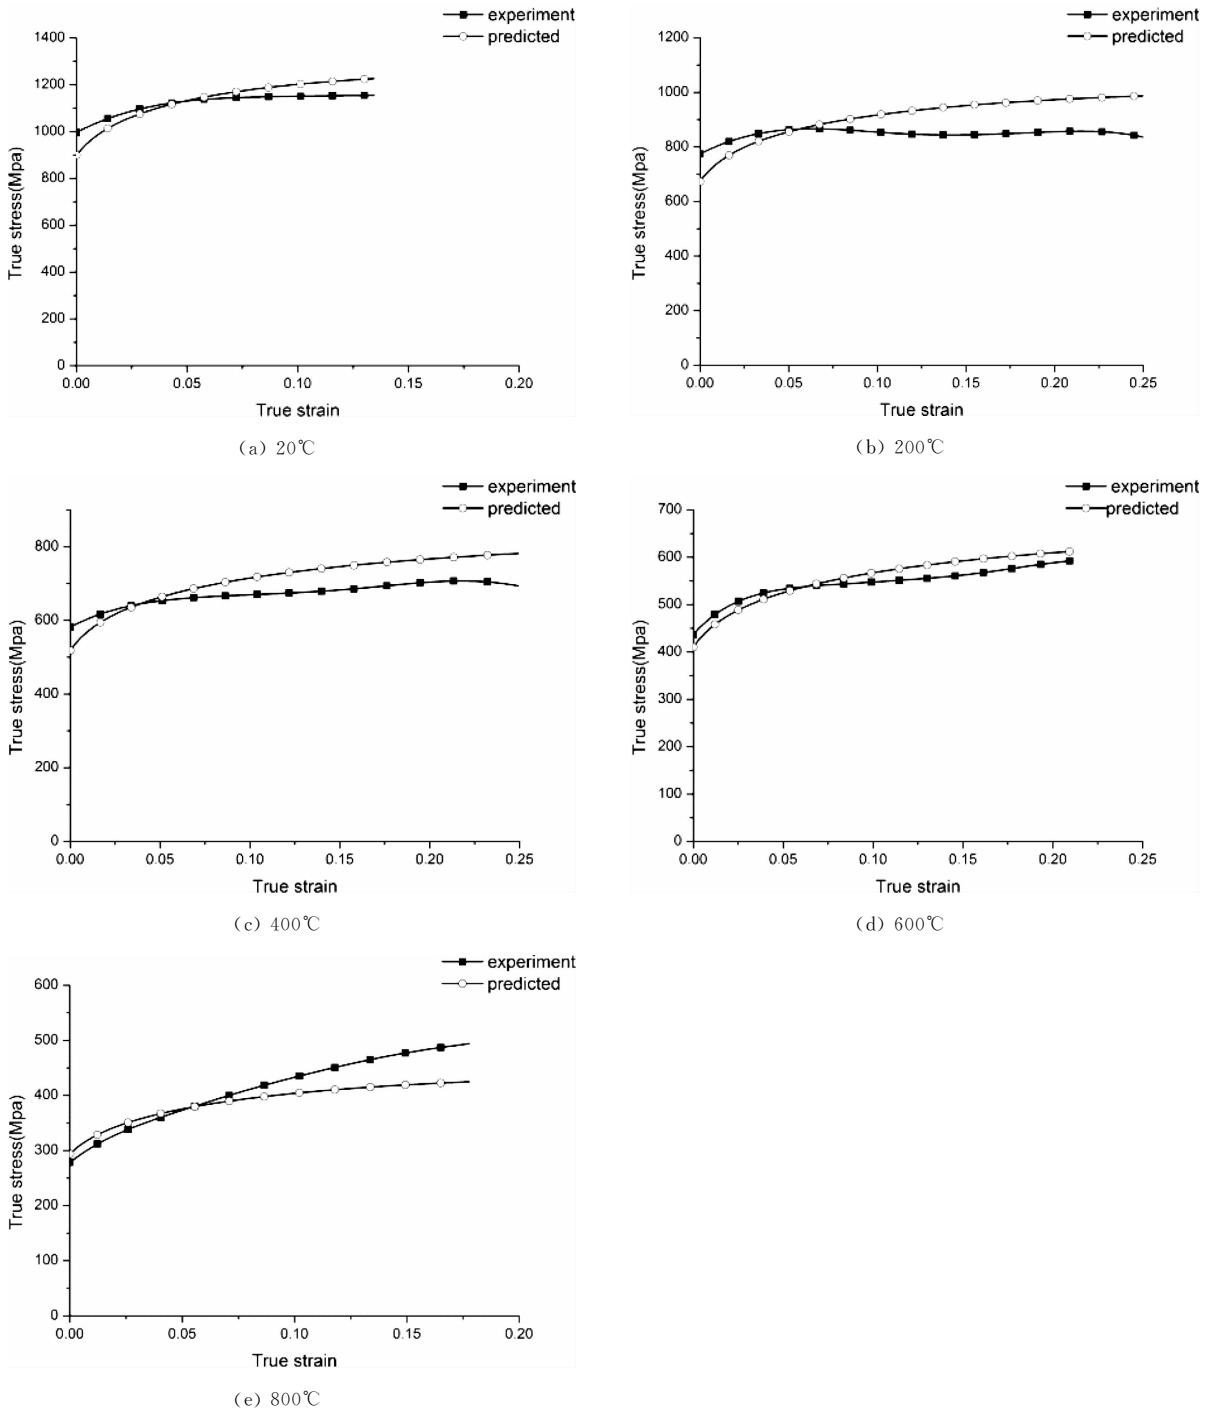 experiment
predicted
1400
1200
1000
800
600
400
200
0
True stress(Mpa)
0.00 0.05 0.10 0.15 0.20
True strain
(a) 20℃
experiment
predicted
1200
1000
800
600
400
200
0
True stress(Mpa)
0.00 0.05 0.10 0.15 0.20 0.25
True strain
(b) 200℃
experiment
predicted
800
600
400
200
0
True stress(Mpa)
0.00 0.05 0.10 0.15 0.20 0.25
True strain
(c) 400℃
experiment
predicted
700
600
500
400
300
200
100
0
True stress(Mpa)
0.00 0.05 0.10 0.15 0.20 0.25
True strain
(d) 600℃
experiment
predicted
600
500
400
300
200
100
0
True stress(Mpa)
0.00 0.05 0.10 0.15 0.20
True strain
(e) 800℃